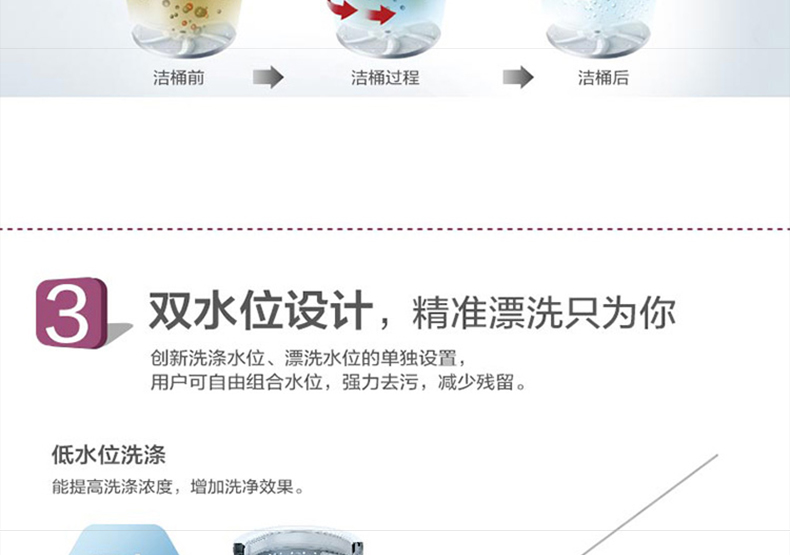 洁桶前
洁桶过程
洁桶后
3
双水位设计，精准漂洗只为你
创新洗涤水位、漂洗水位的单独设置，
用户可自由组合水位，强力去污，减少残留。
低水位洗涤
能提高洗涤浓度，增加洗净效果。